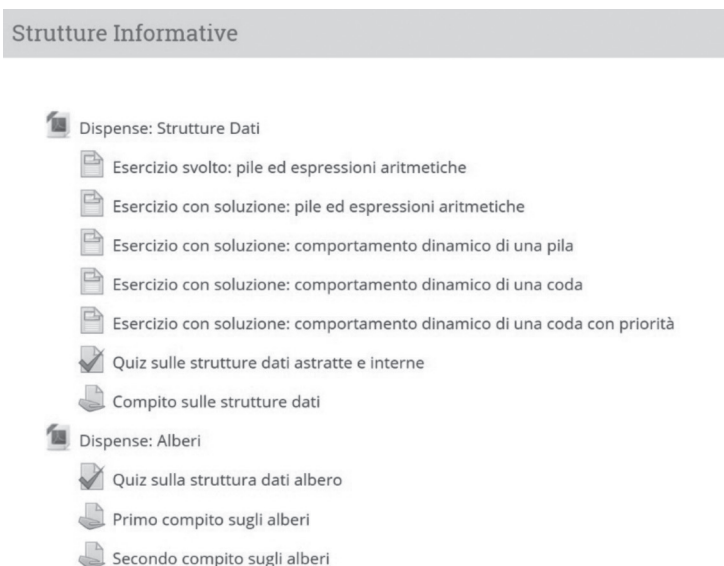 Strutture Informative
Dispense: Strutture Dati
Esercizio svolto: pile ed espressioni aritmetiche
Esercizio con soluzione: pile ed espressioni aritmetiche
Esercizio con soluzione: comportamento dinamico di una pila
Esercizio con soluzione: comportamento dinamico di una coda
Esercizio con soluzione: comportamento dinamico di una coda con priorità
Quiz sulle strutture dati astratte e interne
Compito sulle strutture dati
Dispense: Alberi
Quiz sulla struttura dati albero
Primo compito sugli alberi
Secondo compito sugli alberi